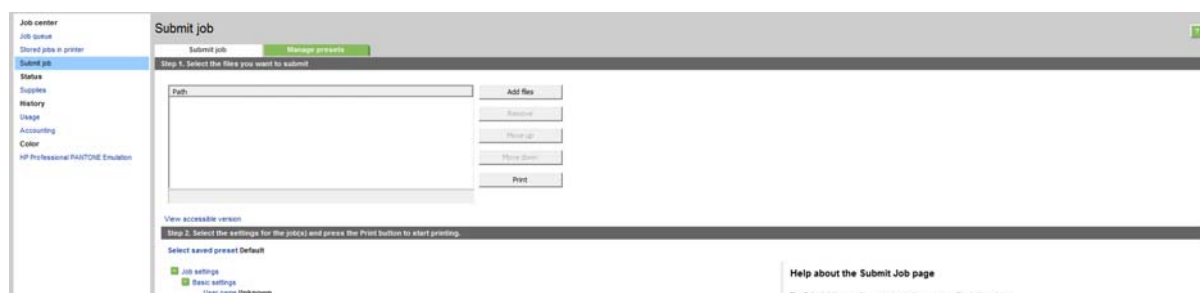 Job center
Job queue
Stored jobs in printer
Submit job
Status
Supplies
History
Usage
Accounting
Color
HP Professional PANTONE Emulation
Submit job
?
Submit job
Manage presets
Step 1. Select the files you want to submit
Path
Add files
Remove
Move up
Move down
Print
View accessible version
Step 2. Select the settings for the job(s) and press the Print button to start printing.
Select saved preset Default
Job settings
Basic settings
User name Unknown
Help about the Submit Job page